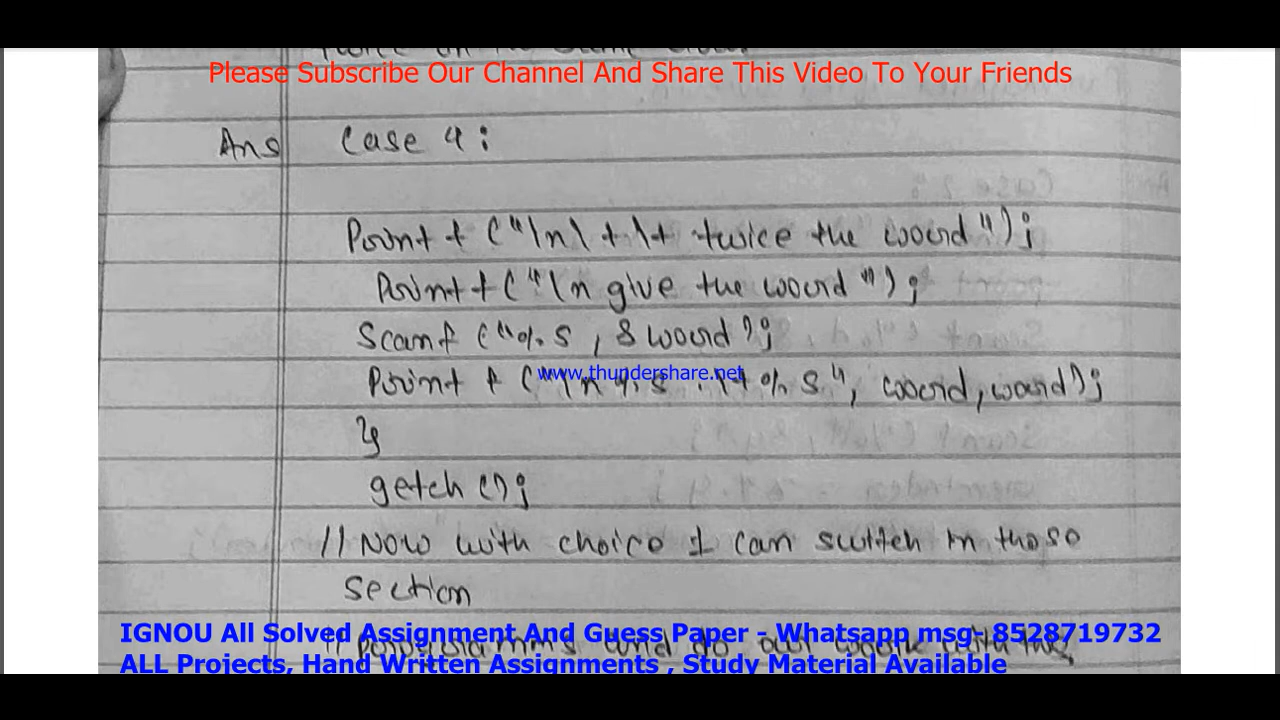 Please Subscribe Our Channel And Share This Video To Your Friends
Ans Case 4:
Print f ("\n\t\t twice the word");
Print f ("\n give the word");
Scanf ("%s, &word);
Print f ("\n%s \t%s", word, word);
}
getch();
www.thundershare.net
// Now with choice I can switch in those
section
IGNOU All Solved Assignment And Guess Paper - Whatsapp msg- 8528719732
ALL Projects, Hand Written Assignments , Study Material Available